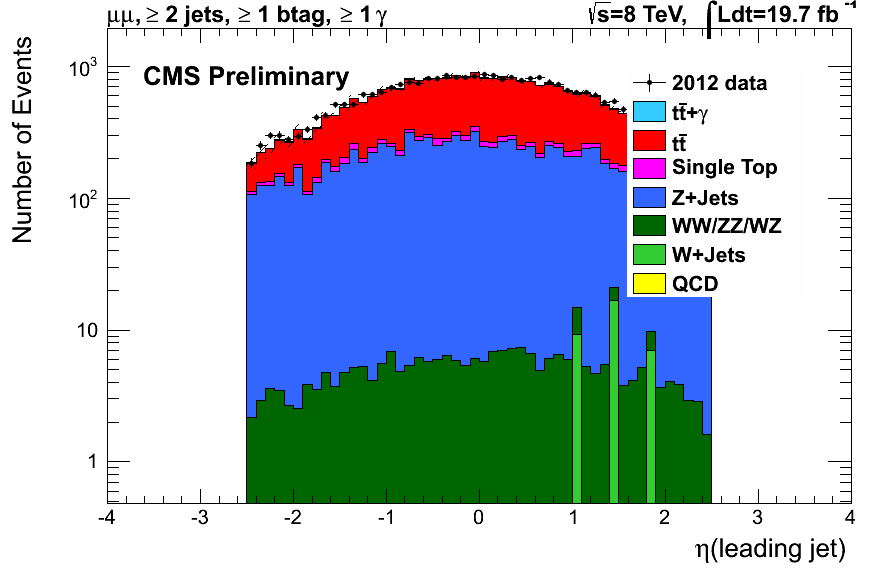 μμ, ≥ 2 jets, ≥ 1 btag, ≥ 1 γ
√s=8 TeV, ∫Ldt=19.7 fb⁻¹
CMS Preliminary
2012 data
tt̄+γ
tt̄
Single Top
Z+Jets
WW/ZZ/WZ
W+Jets
QCD
Number of Events
10³
10²
10
1
-4 -3 -2 -1 0 1 2 3 4
η(leading jet)